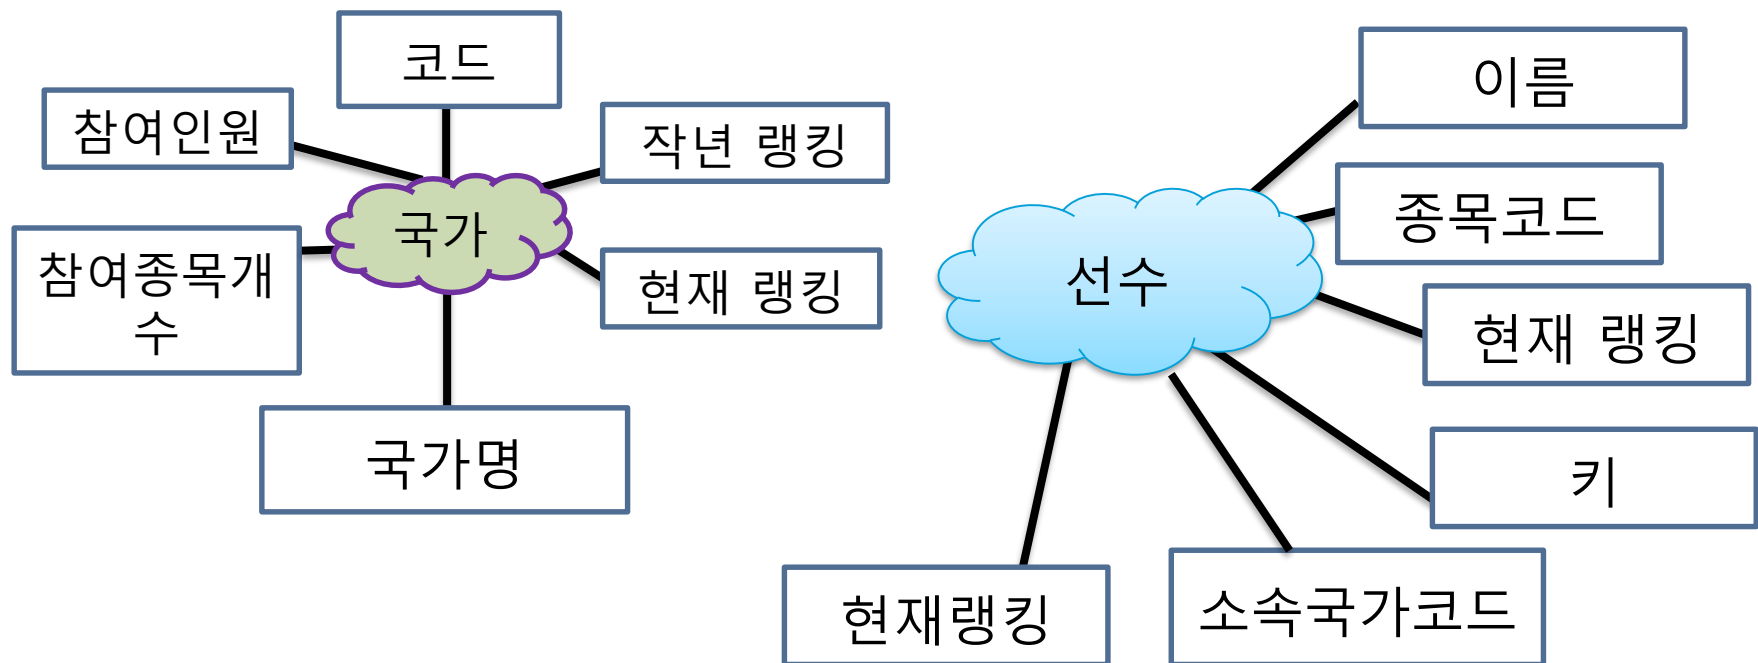 코드
참여인원
작년 랭킹
국가
참여종목개
수
현재 랭킹
국가명
이름
종목코드
선수
현재 랭킹
키
현재랭킹
소속국가코드